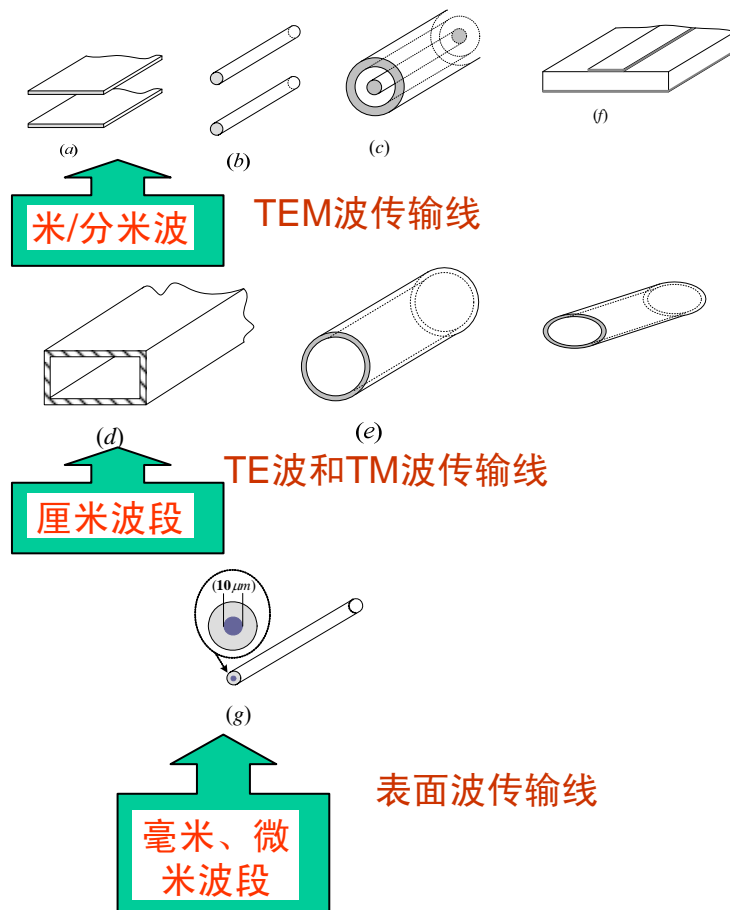 (a)
(b)
(c)
(f)
米/分米波
TEM波传输线
(d)
(e)
TE波和TM波传输线
厘米波段
(10μm)
(g)
表面波传输线
毫米、微
米波段